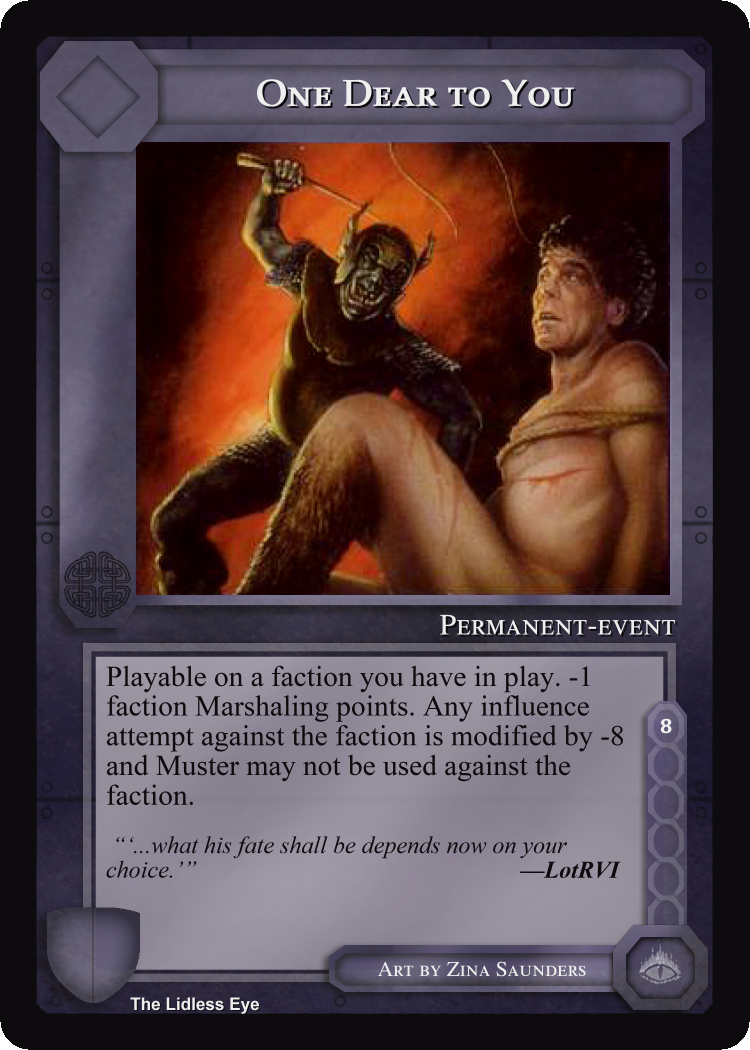 One Dear to You
Permanent-event
Playable on a faction you have in play. -1
faction Marshaling points. Any influence
attempt against the faction is modified by -8
and Muster may not be used against the
faction.
8
“‘...what his fate shall be depends now on your
choice.’”
—LotRVI
Art by Zina Saunders
The Lidless Eye